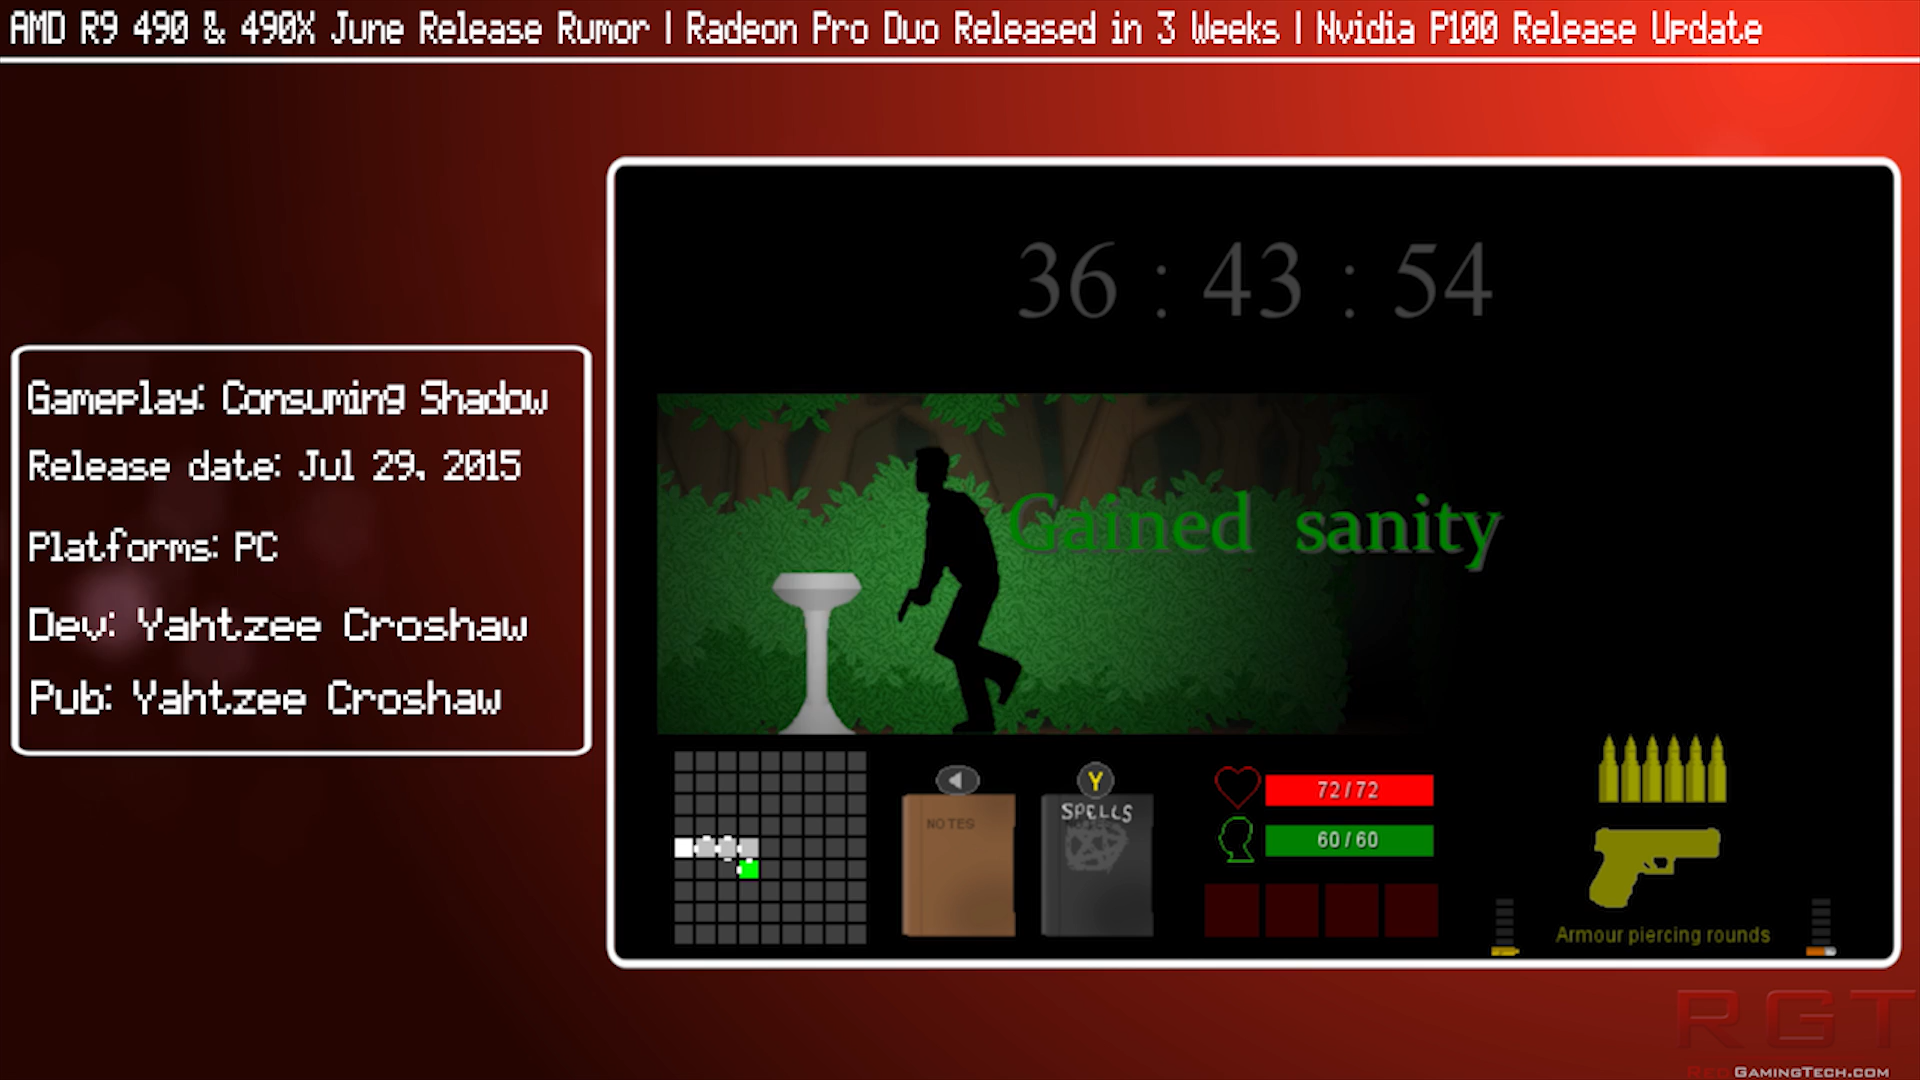 AMD R9 490 & 490X June Release Rumor | Radeon Pro Duo Released in 3 Weeks | Nvidia P100 Release Update
36 : 43 : 54
Gameplay: Consuming Shadow
Release date: Jul 29, 2015
Platforms: PC
Dev: Yahtzee Croshaw
Pub: Yahtzee Croshaw
Gained sanity
Y
NOTES
SPELLS
72/72
60/60
Armour piercing rounds
RGT
RedGamingTech.com